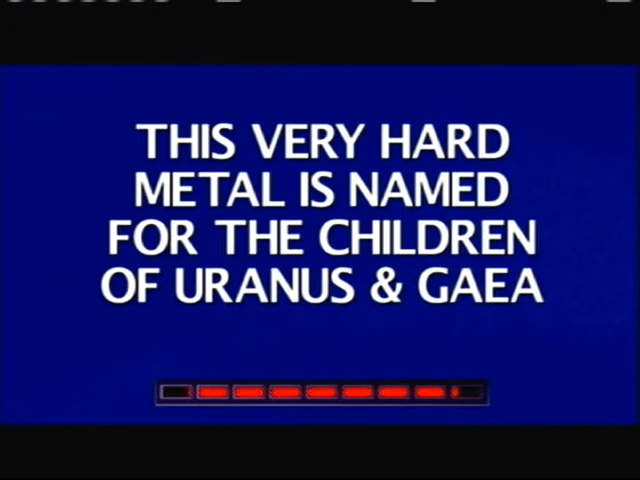 THIS VERY HARD
METAL IS NAMED
FOR THE CHILDREN
OF URANUS & GAEA